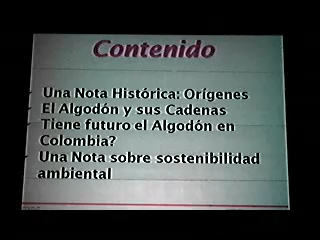 Contenido
Una Nota Histórica: Orígenes
El Algodón y sus Cadenas
Tiene futuro el Algodón en
Colombia?
Una Nota sobre sostenibilidad
ambiental